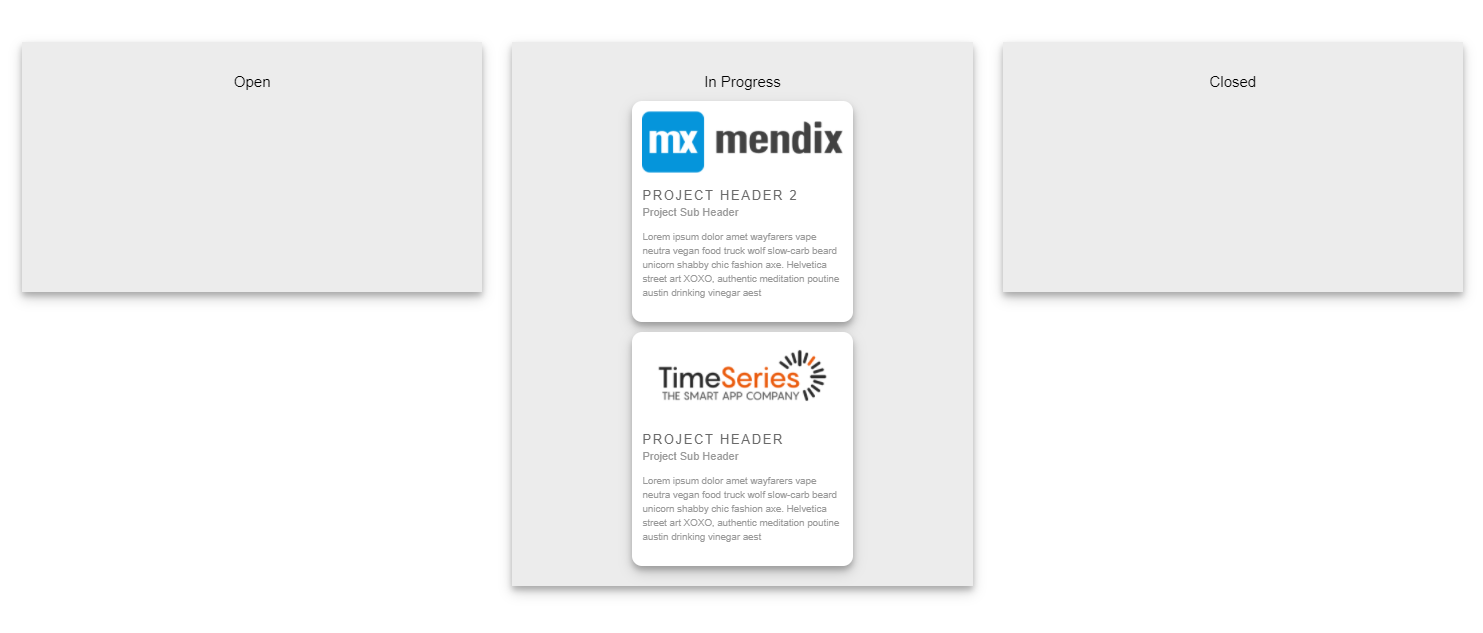 Open
In Progress
mx mendix
PROJECT HEADER 2
Project Sub Header
Lorem ipsum dolor amet wayfarers vape
neutra vegan food truck wolf slow-carb beard
unicorn shabby chic fashion axe. Helvetica
street art XOXO, authentic meditation poutine
austin drinking vinegar aest
TimeSeries
THE SMART APP COMPANY
PROJECT HEADER
Project Sub Header
Lorem ipsum dolor amet wayfarers vape
neutra vegan food truck wolf slow-carb beard
unicorn shabby chic fashion axe. Helvetica
street art XOXO, authentic meditation poutine
austin drinking vinegar aest
Closed